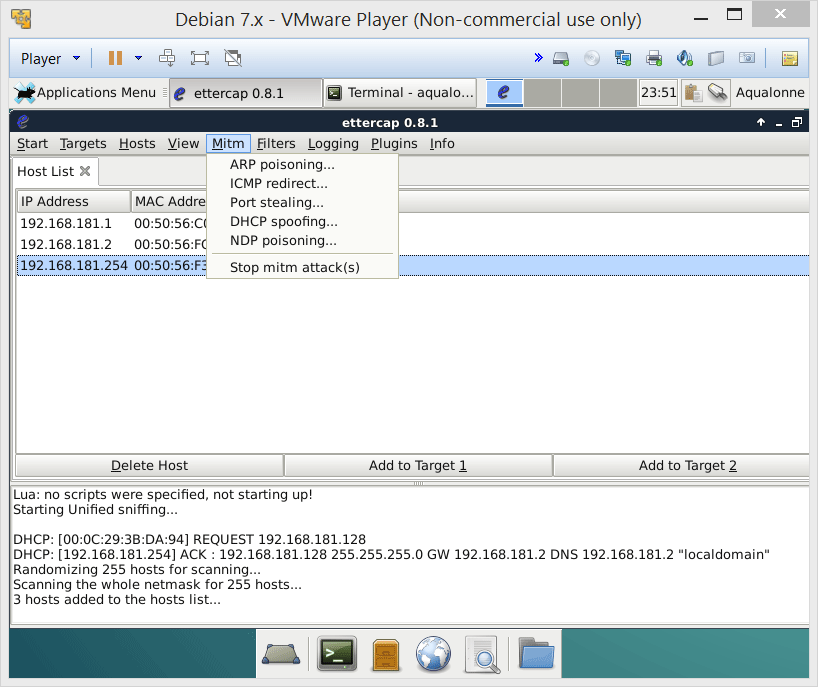 Debian 7.x - VMware Player (Non-commercial use only)
Player
Applications Menu
ettercap 0.8.1
Terminal - aqualo...
23:51
Aqualonne
ettercap 0.8.1
Start Targets Hosts View Mitm Filters Logging Plugins Info
Host List
ARP poisoning...
ICMP redirect...
Port stealing...
DHCP spoofing...
NDP poisoning...
Stop mitm attack(s)
IP Address MAC Addre
192.168.181.1 00:50:56:C0
192.168.181.2 00:50:56:F
192.168.181.254 00:50:56:F3
Delete Host Add to Target 1 Add to Target 2
Lua: no scripts were specified, not starting up!
Starting Unified sniffing...
DHCP: [00:0C:29:3B:DA:94] REQUEST 192.168.181.128
DHCP: [192.168.181.254] ACK : 192.168.181.128 255.255.255.0 GW 192.168.181.2 DNS 192.168.181.2 "localdomain"
Randomizing 255 hosts for scanning...
Scanning the whole netmask for 255 hosts...
3 hosts added to the hosts list...